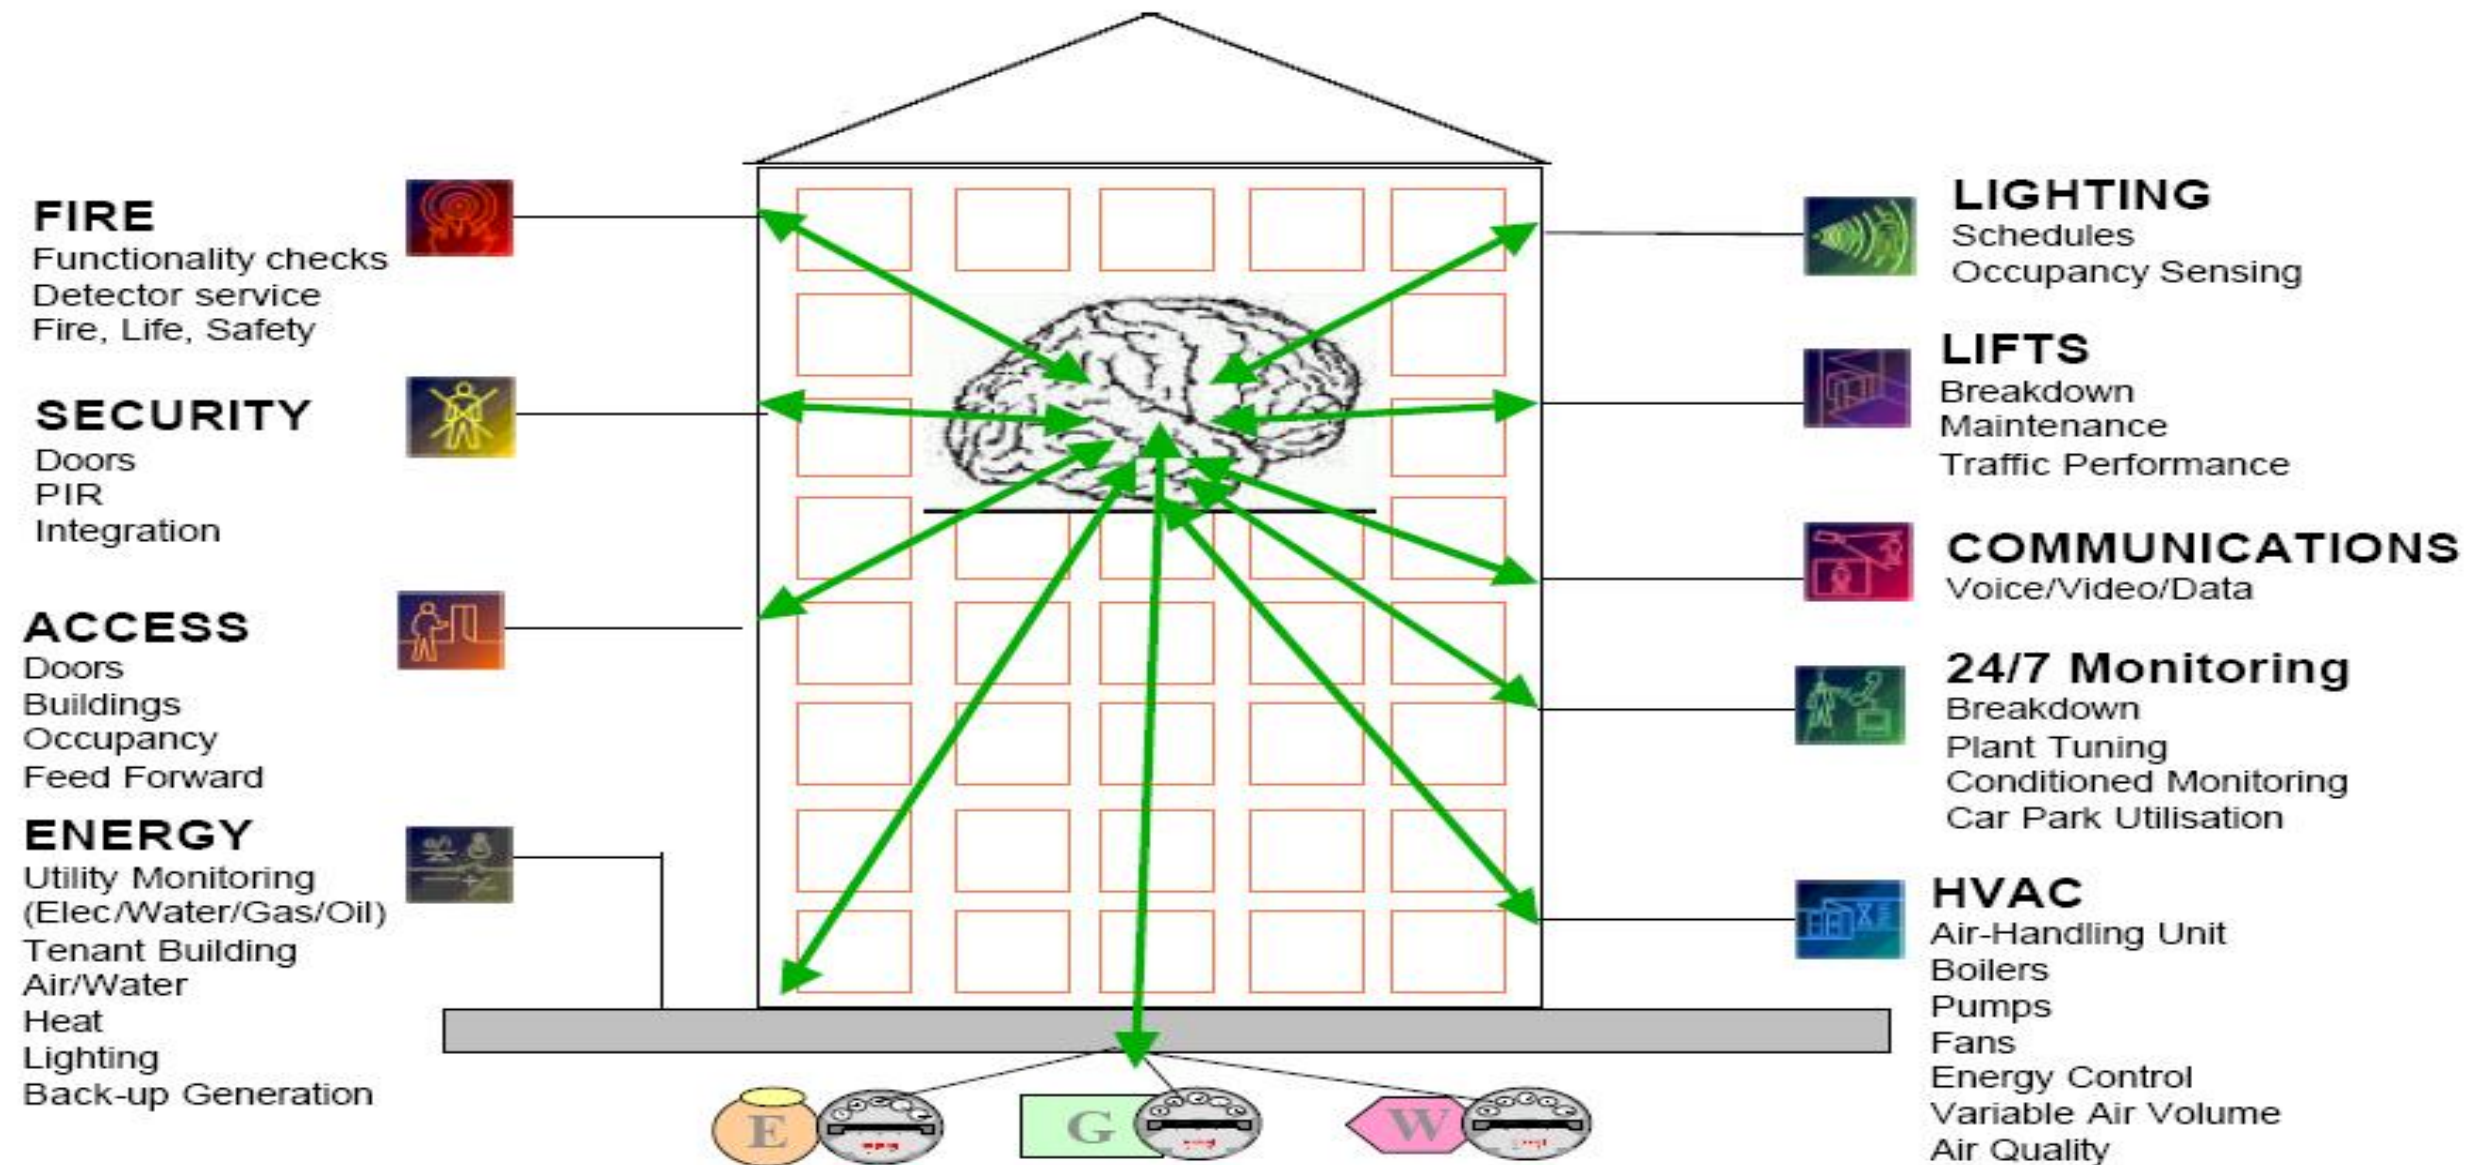 FIRE
Functionality checks
Detector service
Fire, Life, Safety
SECURITY
Doors
PIR
Integration
ACCESS
Doors
Buildings
Occupancy
Feed Forward
ENERGY
Utility Monitoring
(Elec/Water/Gas/Oil)
Tenant Building
Air/Water
Heat
Lighting
Back-up Generation
LIGHTING
Schedules
Occupancy Sensing
LIFTS
Breakdown
Maintenance
Traffic Performance
COMMUNICATIONS
Voice/Video/Data
24/7 Monitoring
Breakdown
Plant Tuning
Conditioned Monitoring
Car Park Utilisation
HVAC
Air-Handling Unit
Boilers
Pumps
Fans
Energy Control
Variable Air Volume
Air Quality
E
G
W